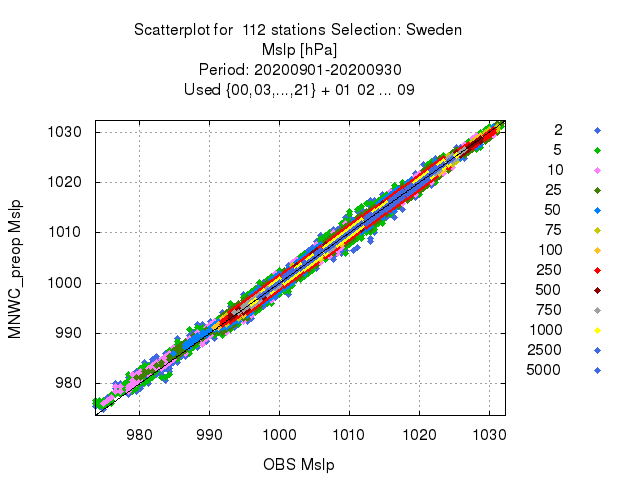 Scatterplot for  112 stations Selection: Sweden
Mslp [hPa]
Period: 20200901-20200930
Used {00,03,...,21} + 01 02 ... 09
1030
1020
1010
1000
990
980
MNWC_preop Mslp
980 990 1000 1010 1020 1030
OBS Mslp
2
5
10
25
50
75
100
250
500
750
1000
2500
5000